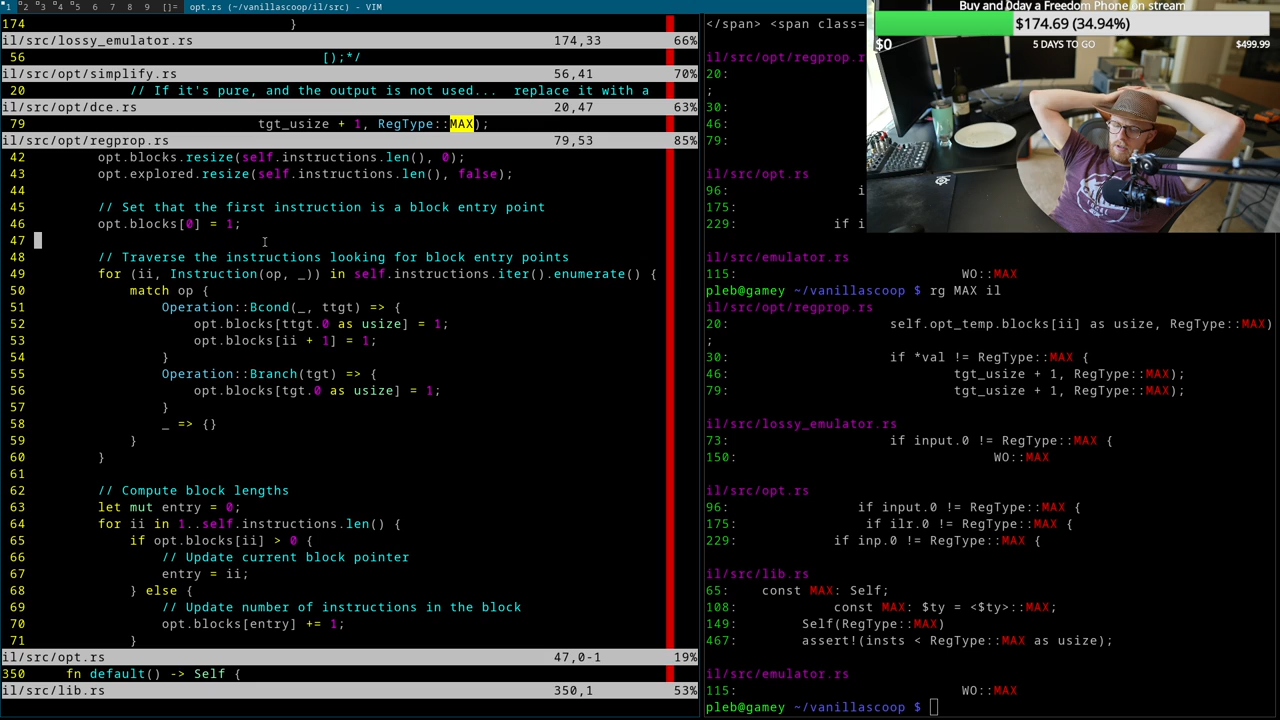 1 2 3 4 5 6 7 8 9 []= opt.rs (~/vanillascoop/il/src) - VIM
174 }
il/src/lossy_emulator.rs 174,33 66%
56 [);*/
il/src/opt/simplify.rs 56,41 70%
20 // If it's pure, and the output is not used... replace it with a
il/src/opt/dce.rs 20,47 63%
79 tgt_usize + 1, RegType::MAX);
il/src/opt/regprop.rs 79,53 85%
42 opt.blocks.resize(self.instructions.len(), 0);
43 opt.explored.resize(self.instructions.len(), false);
44
45 // Set that the first instruction is a block entry point
46 opt.blocks[0] = 1;
47
48 // Traverse the instructions looking for block entry points
49 for (ii, Instruction(op, _)) in self.instructions.iter().enumerate() {
50 match op {
51 Operation::Bcond(_, ttgt) => {
52 opt.blocks[ttgt.0 as usize] = 1;
53 opt.blocks[ii + 1] = 1;
54 }
55 Operation::Branch(tgt) => {
56 opt.blocks[tgt.0 as usize] = 1;
57 }
58 _ => {}
59 }
60 }
61
62 // Compute block lengths
63 let mut entry = 0;
64 for ii in 1..self.instructions.len() {
65 if opt.blocks[ii] > 0 {
66 // Update current block pointer
67 entry = ii;
68 } else {
69 // Update number of instructions in the block
70 opt.blocks[entry] += 1;
71 }
il/src/opt.rs 47,0-1 19%
350 fn default() -> Self {
il/src/lib.rs 350,1 53%
</span> <span class=
il/src/opt/regprop.r
20:
;
30:
46:
79:
il/src/opt.rs
96: i
175:
229: if i
il/src/emulator.rs
115: WO::MAX
pleb@gamey ~/vanillascoop $ rg MAX il
il/src/opt/regprop.rs
20: self.opt_temp.blocks[ii] as usize, RegType::MAX)
;
30: if *val != RegType::MAX {
46: tgt_usize + 1, RegType::MAX);
79: tgt_usize + 1, RegType::MAX);
il/src/lossy_emulator.rs
73: if input.0 != RegType::MAX {
150: WO::MAX
il/src/opt.rs
96: if input.0 != RegType::MAX {
175: if ilr.0 != RegType::MAX {
229: if inp.0 != RegType::MAX {
il/src/lib.rs
65: const MAX: Self;
108: const MAX: $ty = <$ty>::MAX;
149: Self(RegType::MAX)
467: assert!(insts < RegType::MAX as usize);
il/src/emulator.rs
115: WO::MAX
pleb@gamey ~/vanillascoop $
Buy and 0day a Freedom Phone on stream
$174.69 (34.94%)
$0 5 DAYS TO GO $499.99